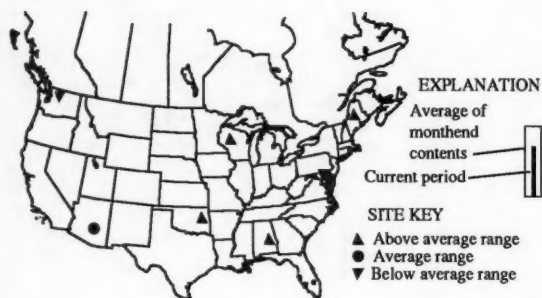 EXPLANATION
Average of
monthend
contents
Current period
SITE KEY
Above average range
Average range
Below average range